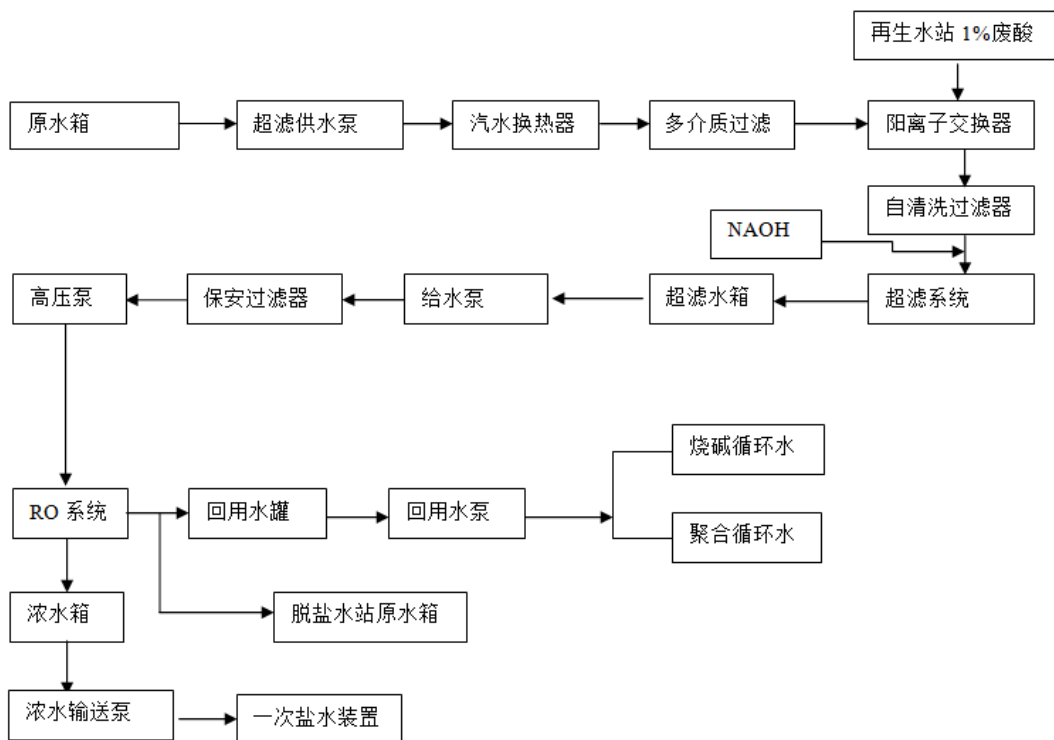 再生水站 1%废酸
原水箱
超滤供水泵
汽水换热器
多介质过滤
阳离子交换器
自清洗过滤器
NAOH
高压泵
保安过滤器
给水泵
超滤水箱
超滤系统
烧碱循环水
RO 系统
回用水罐
回用水泵
聚合循环水
浓水箱
脱盐水站原水箱
浓水输送泵
一次盐水装置